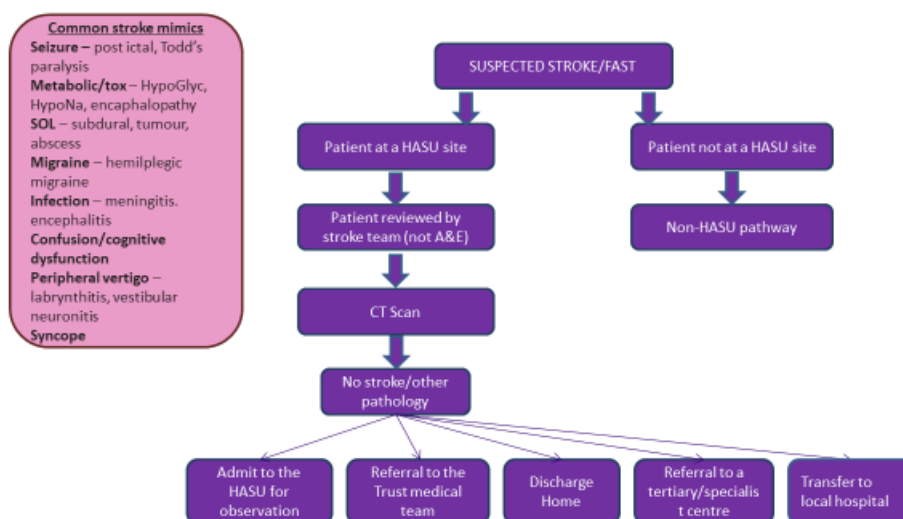 Common stroke mimics
Seizure – post ictal, Todd's
paralysis
Metabolic/tox – HypoGlyc,
HypoNa, encephalopathy
SOL – subdural, tumour,
abscess
Migraine – hemilplegic
migraine
Infection – meningitis.
encephalitis
Confusion/cognitive
dysfunction
Peripheral vertigo –
labrynthitis, vestibular
neuronitis
Syncope
SUSPECTED STROKE/FAST
Patient at a HASU site
Patient not at a HASU site
Patient reviewed by
stroke team (not A&E)
Non-HASU pathway
CT Scan
No stroke/other
pathology
Admit to the
HASU for
observation
Referral to the
Trust medical
team
Discharge
Home
Referral to a
tertiary/specialis
t centre
Transfer to
local hospital